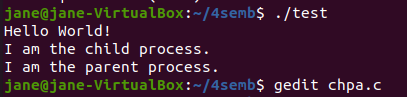 jane@jane-VirtualBox:~/4semb$ ./test
Hello World!
I am the child process.
I am the parent process.
jane@jane-VirtualBox:~/4semb$ gedit chpa.c